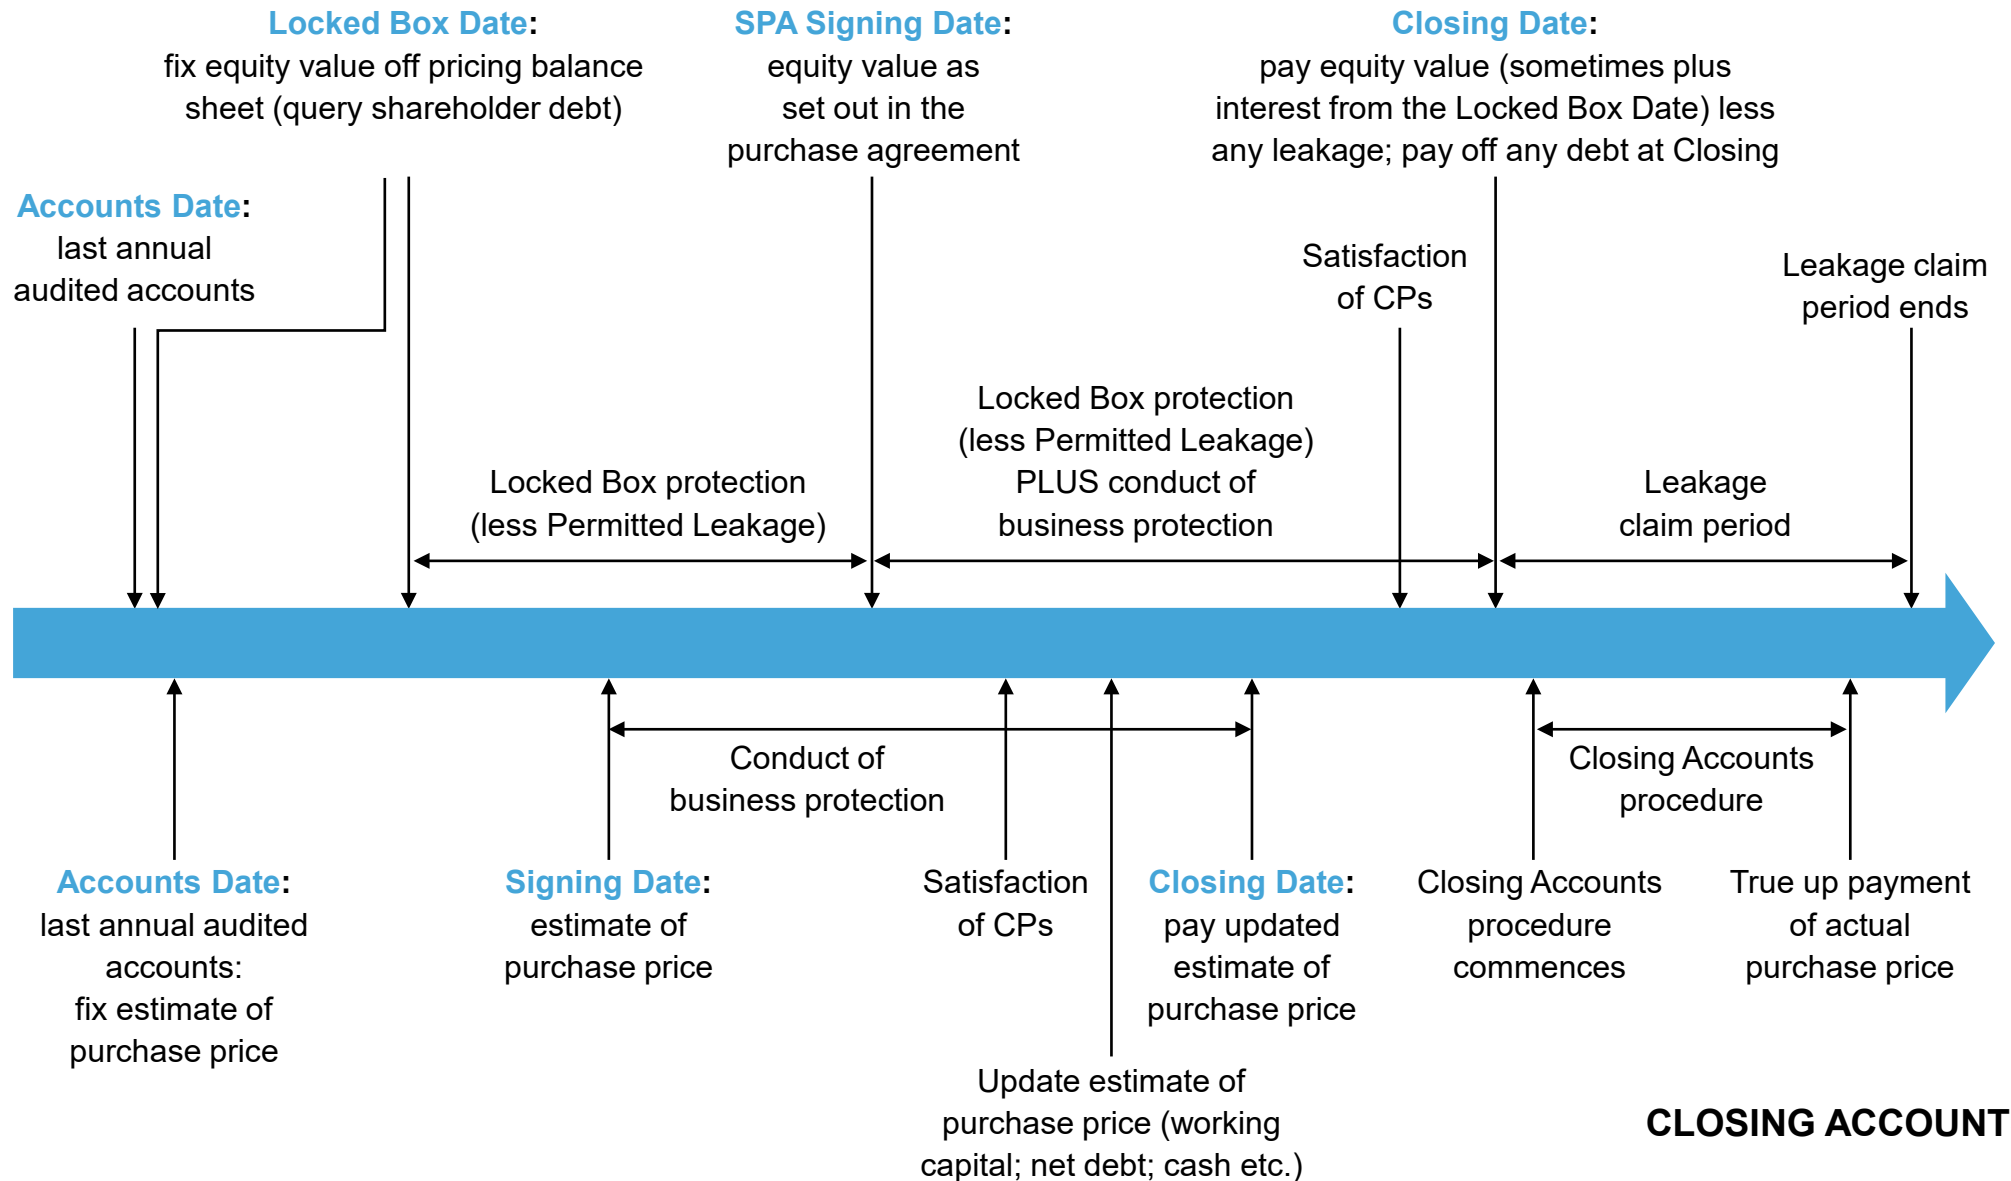 Locked Box Date:
fix equity value off pricing balance
sheet (query shareholder debt)
SPA Signing Date:
equity value as
set out in the
purchase agreement
Closing Date:
pay equity value (sometimes plus
interest from the Locked Box Date) less
any leakage; pay off any debt at Closing
Accounts Date:
last annual
audited accounts
Satisfaction
of CPs
Leakage claim
period ends
Locked Box protection
(less Permitted Leakage)
Locked Box protection
(less Permitted Leakage)
PLUS conduct of
business protection
Leakage
claim period
Conduct of
business protection
Closing Accounts
procedure
Accounts Date:
last annual audited
accounts:
fix estimate of
purchase price
Signing Date:
estimate of
purchase price
Satisfaction
of CPs
Closing Date:
pay updated
estimate of
purchase price
Closing Accounts
procedure
commences
True up payment
of actual
purchase price
Update estimate of
purchase price (working
capital; net debt; cash etc.)
CLOSING ACCOUNT